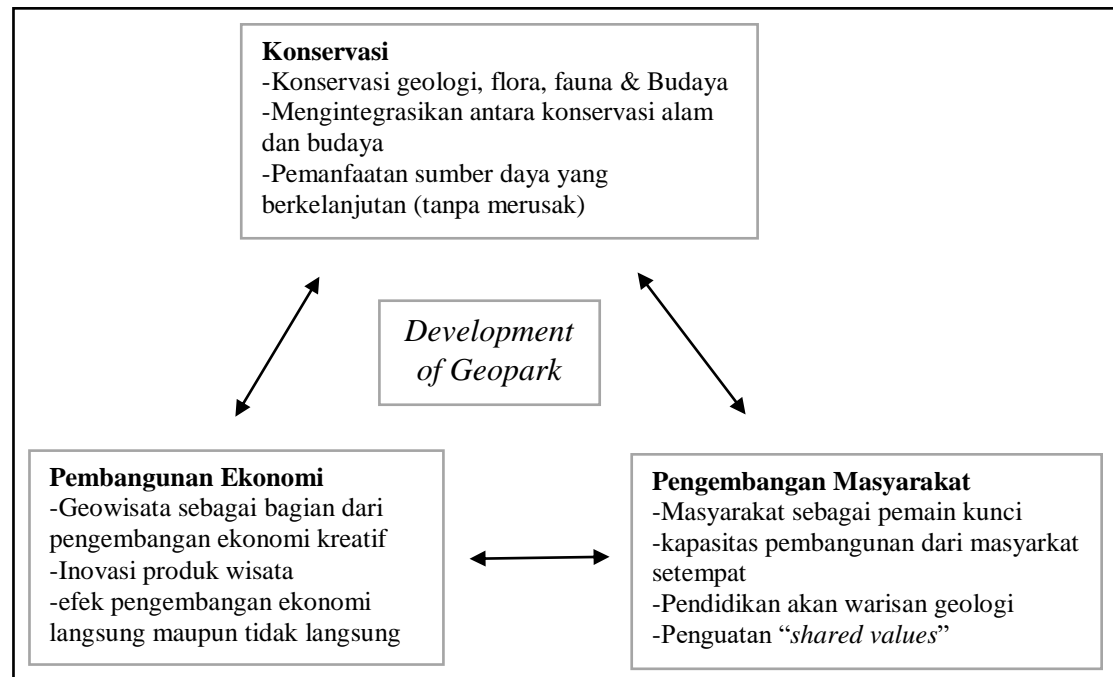 Konservasi
-Konservasi geologi, flora, fauna & Budaya
-Mengintegrasikan antara konservasi alam
dan budaya
-Pemanfaatan sumber daya yang
berkelanjutan (tanpa merusak)
Development
of Geopark
Pembangunan Ekonomi
-Geowisata sebagai bagian dari
pengembangan ekonomi kreatif
-Inovasi produk wisata
-efek pengembangan ekonomi
langsung maupun tidak langsung
Pengembangan Masyarakat
-Masyarakat sebagai pemain kunci
-kapasitas pembangunan dari masyarkat
setempat
-Pendidikan akan warisan geologi
-Penguatan “shared values”